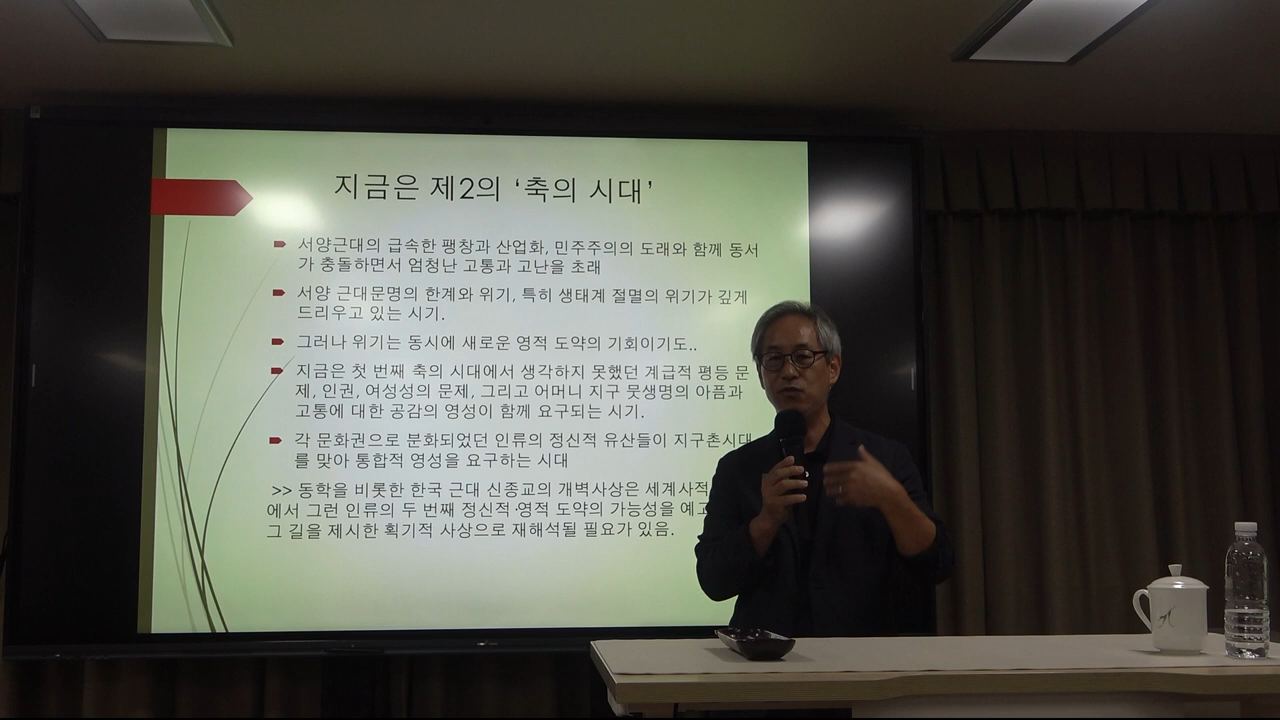 지금은 제2의 ‘축의 시대’
서양근대의 급속한 팽창과 산업화, 민주주의의 도래와 함께 동서
가 충돌하면서 엄청난 고통과 고난을 초래
서양 근대문명의 한계와 위기, 특히 생태계 절멸의 위기가 깊게
드리우고 있는 시기.
그러나 위기는 동시에 새로운 영적 도약의 기회이기도..
지금은 첫 번째 축의 시대에서 생각하지 못했던 계급적 평등 문
제, 인권, 여성성의 문제, 그리고 어머니 지구 뭇생명의 아픔과
고통에 대한 공감의 영성이 함께 요구되는 시기.
각 문화권으로 분화되었던 인류의 정신적 유산들이 지구촌시대
를 맞아 통합적 영성을 요구하는 시대
>> 동학을 비롯한 한국 근대 신종교의 개벽사상은 세계사적
에서 그런 인류의 두 번째 정신적·영적 도약의 가능성을 예고
그 길을 제시한 획기적 사상으로 재해석될 필요가 있음.